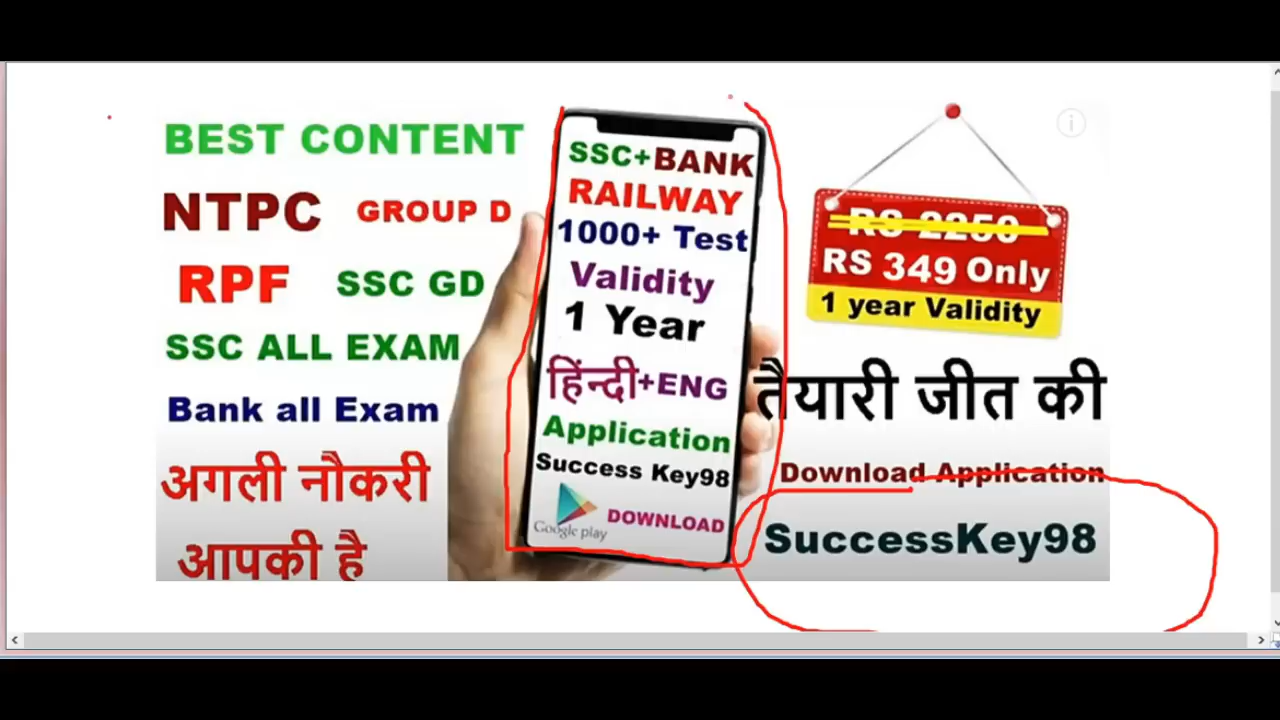 BEST CONTENT
NTPC GROUP D
RPF SSC GD
SSC ALL EXAM
Bank all Exam
अगली नौकरी
आपकी है
SSC+BANK
RAILWAY
1000+ Test
Validity
1 Year
हिंन्दी+ENG
Application
Success Key98
Google play DOWNLOAD
RS 2250
RS 349 Only
1 year Validity
तैयारी जीत की
Download Application
SuccessKey98